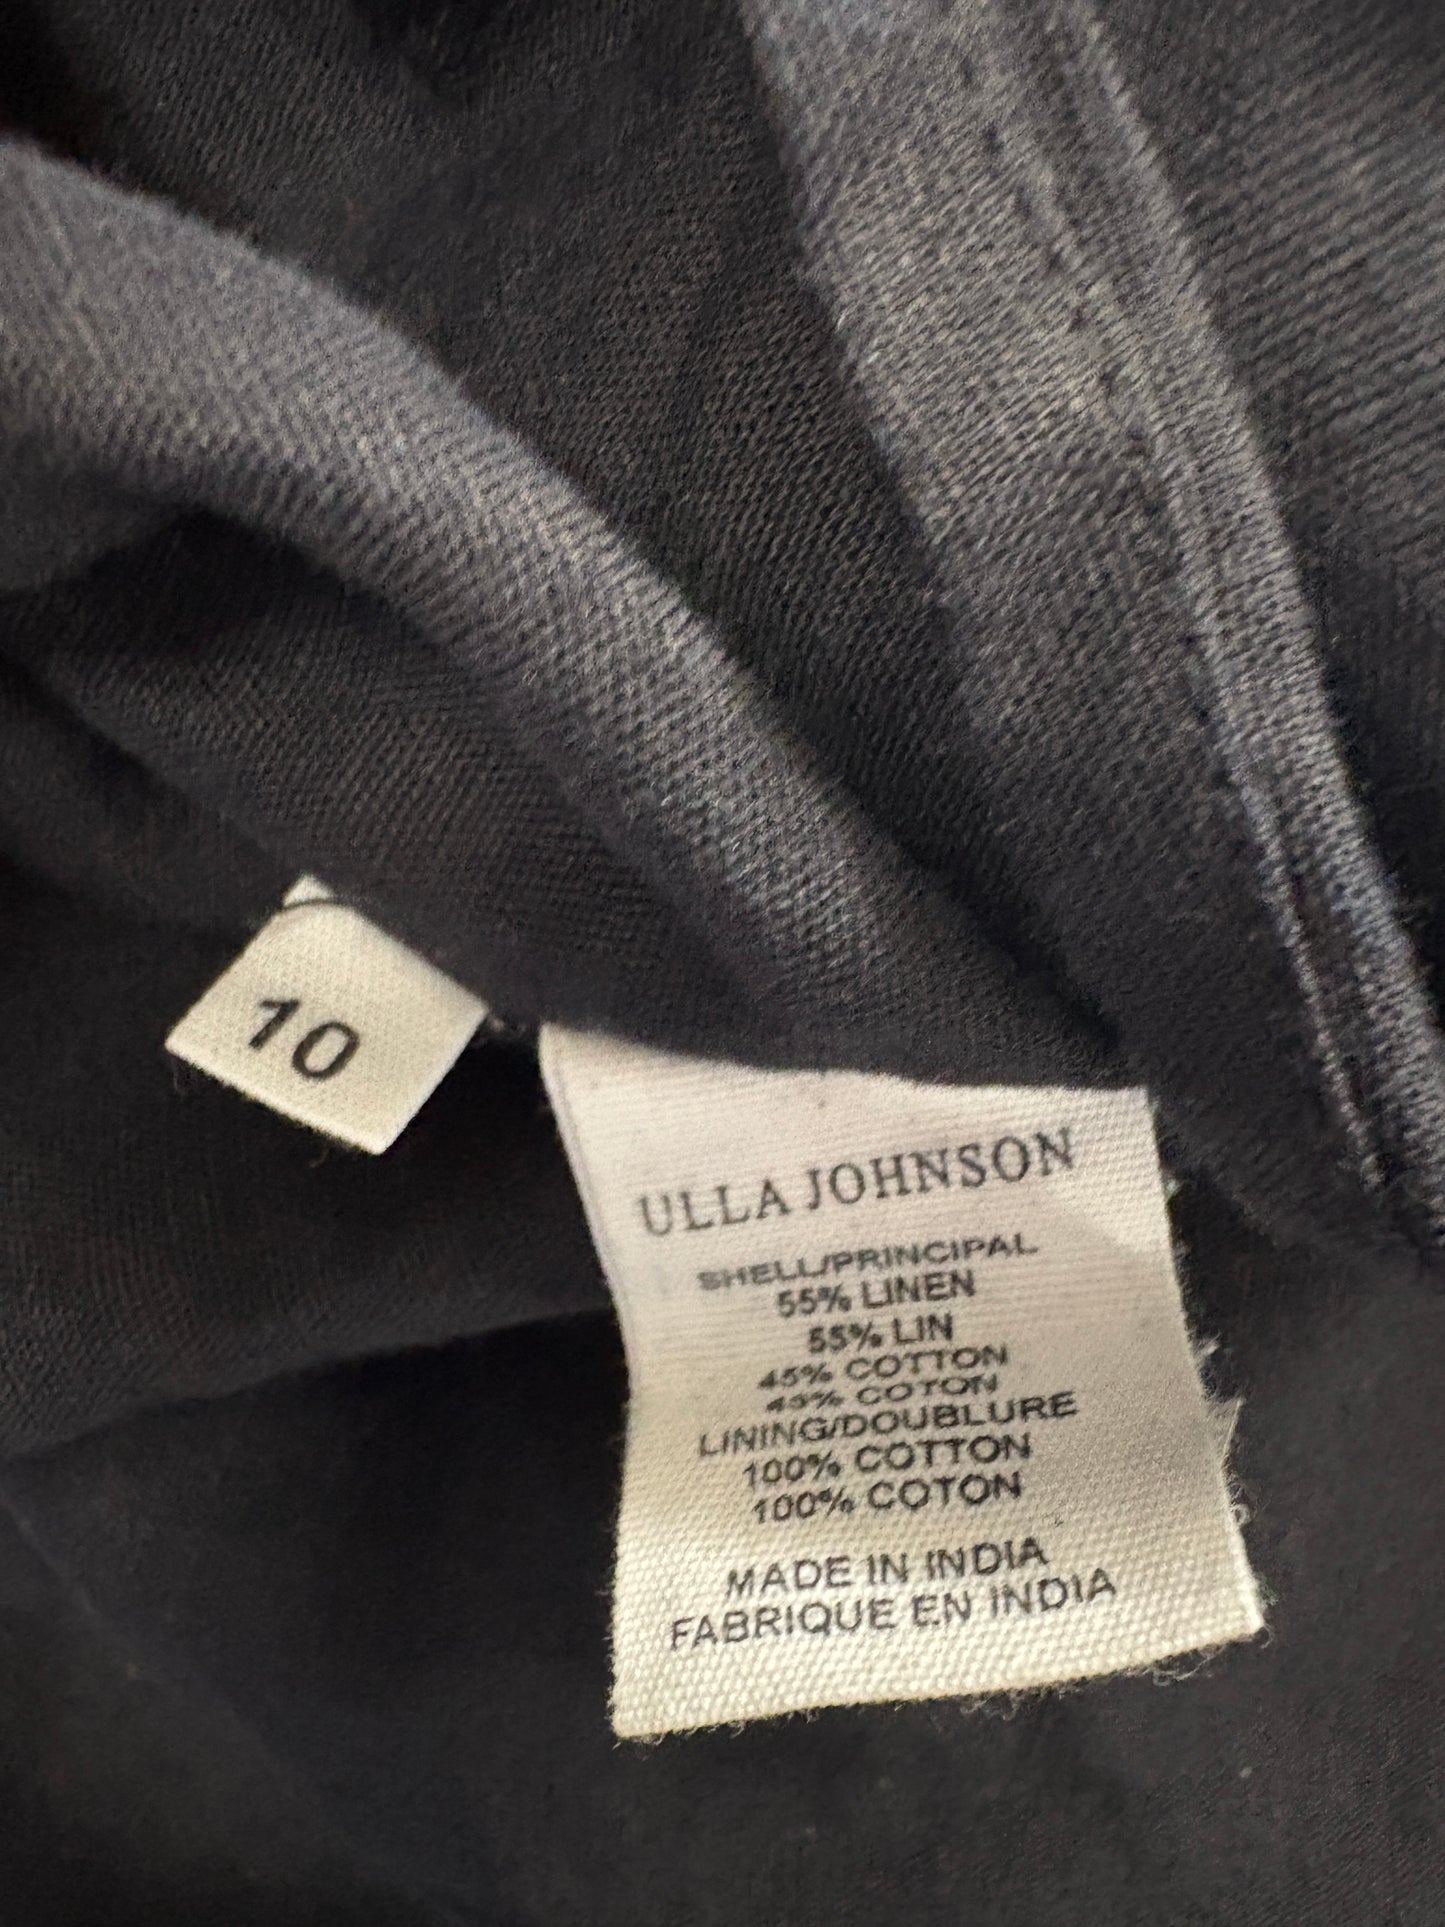 10
ULLA JOHNSON
SHELL/PRINCIPAL
55% LINEN
55% LIN
45% COTTON
45% COTON
LINING/DOUBLURE
100% COTTON
100% COTON
MADE IN INDIA
FABRIQUE EN INDIA